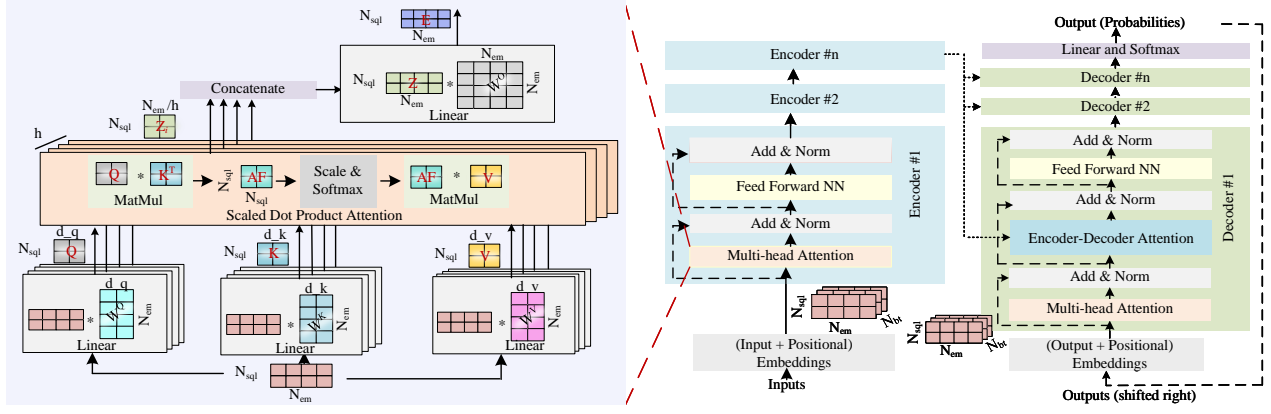 N_sql
E
N_em
N_em
N_sql
Z
*
W^O
N_em
N_em
Linear
Concatenate
N_em/h
N_sql
Z_i
h
Q
*
K^T
MatMul
N_sql
AF
N_sql
Scale &
Softmax
AF
*
V
MatMul
Scaled Dot Product Attention
d_q
N_sql
Q
d_k
N_sql
K
d_v
N_sql
V
d_q
*
W^Q
N_em
Linear
d_k
*
W^K
N_em
Linear
d_v
*
W^V
N_em
Linear
N_sql
N_em
Encoder #n
Encoder #2
Add & Norm
Feed Forward NN
Add & Norm
Multi-head Attention
Encoder #1
N_sql
N_em
N_bt
(Input + Positional)
Embeddings
Inputs
Output (Probabilities)
Linear and Softmax
Decoder #n
Decoder #2
Add & Norm
Feed Forward NN
Add & Norm
Encoder-Decoder Attention
Add & Norm
Multi-head Attention
Decoder #1
N_sql
N_em
N_bt
(Output + Positional)
Embeddings
Outputs (shifted right)